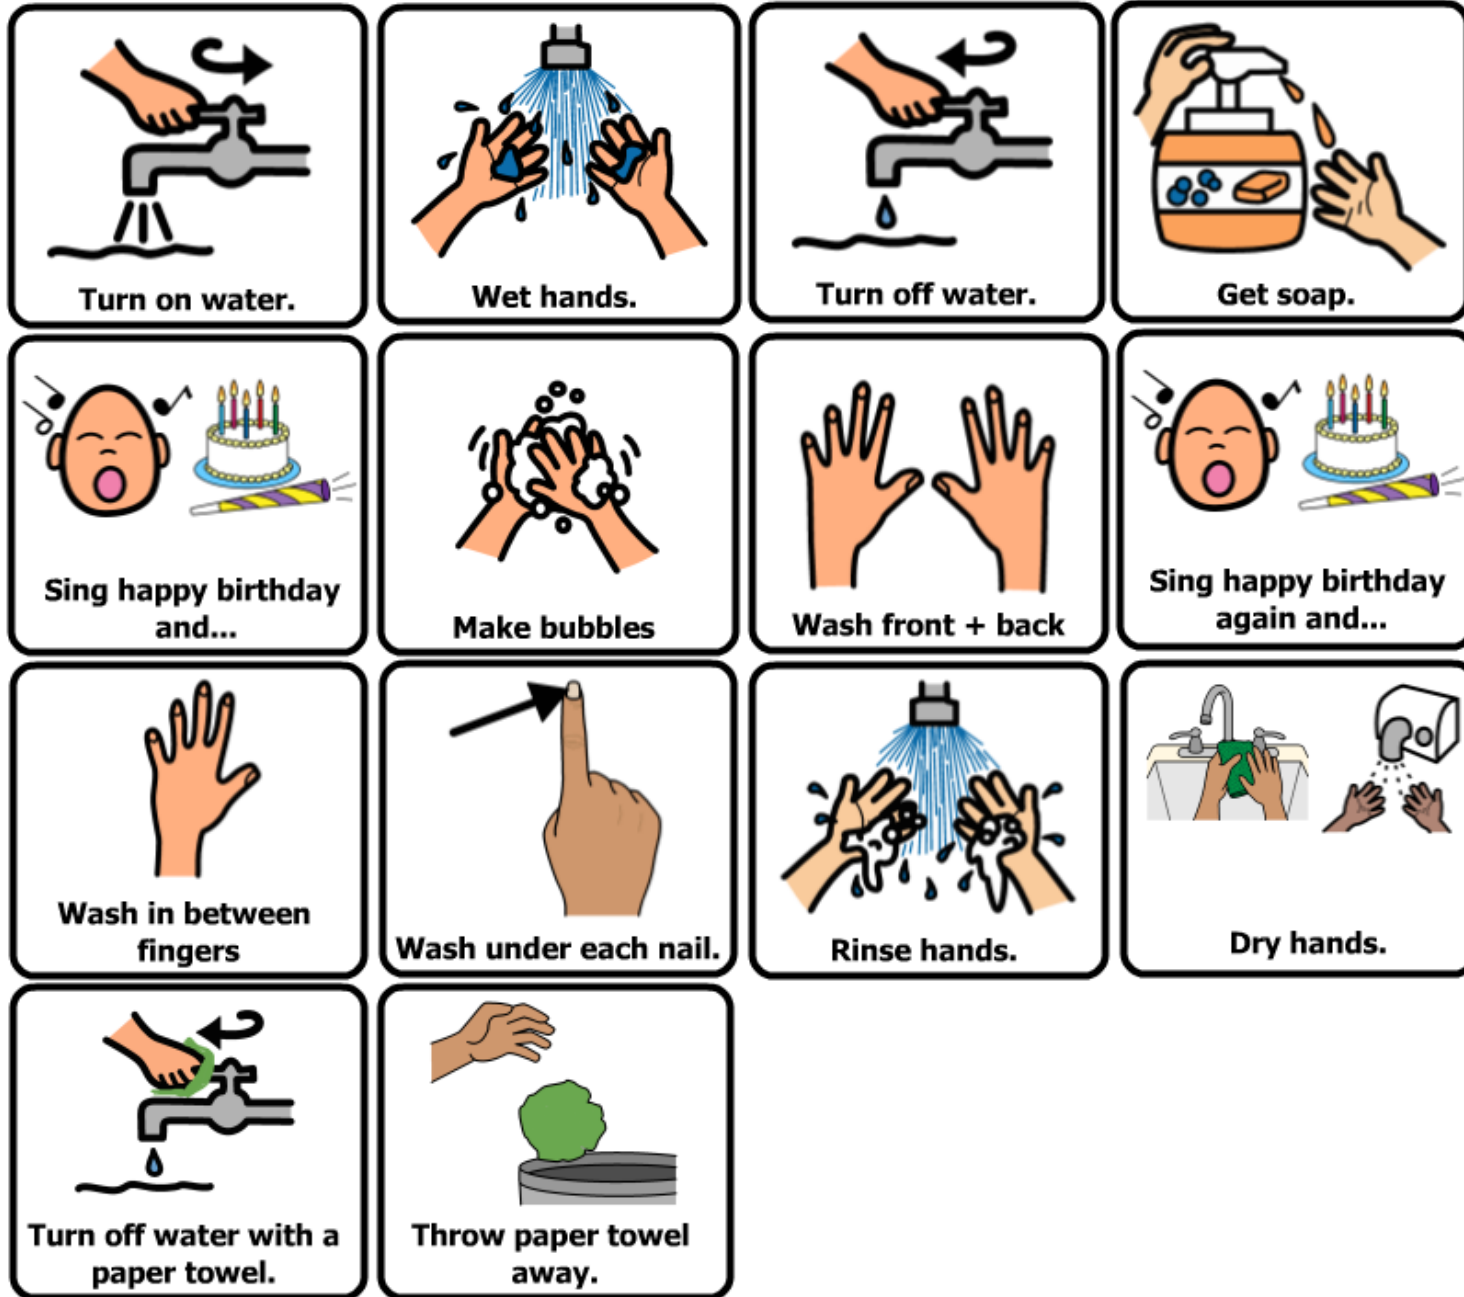 Turn on water.
Wet hands.
Turn off water.
Get soap.
Sing happy birthday
and...
Make bubbles
Wash front + back
Sing happy birthday
again and...
Wash in between
fingers
Wash under each nail.
Rinse hands.
Dry hands.
Turn off water with a
paper towel.
Throw paper towel
away.